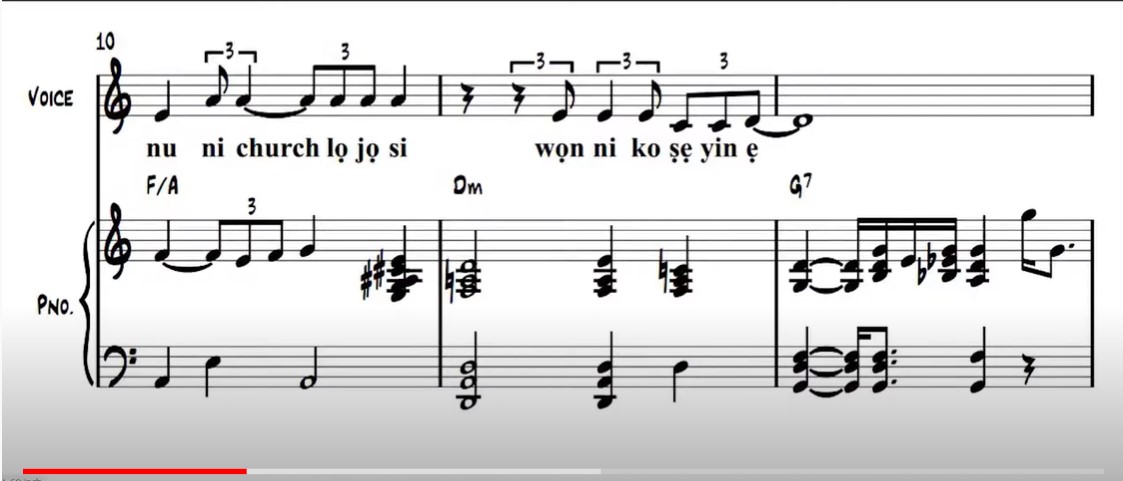 10
3 3 3 3 3
VOICE
nu ni church lọ jọ si wọn ni ko sẹ yin ẹ
F/A Dm G7
3
PNO.